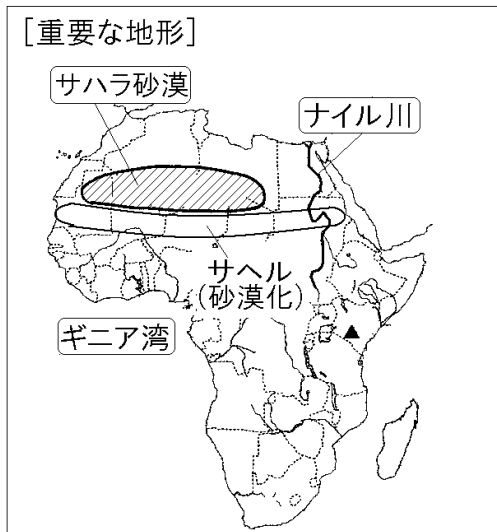 [重要な地形]
サハラ砂漠
ナイル川
サヘル
(砂漠化)
ギニア湾